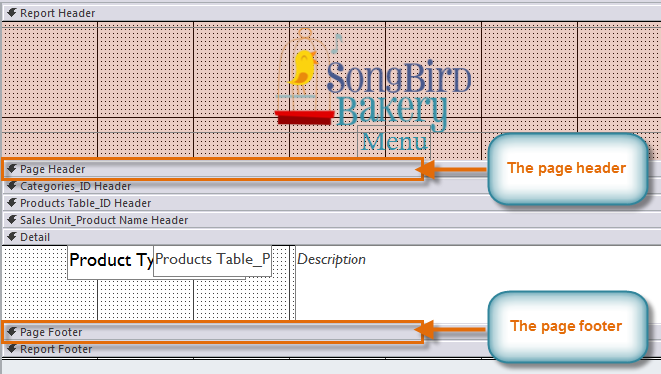 Report Header
SongBird
Bakery
Menu
Page Header
The page header
Categories_ID Header
Products Table_ID Header
Sales Unit_Product Name Header
Detail
Product Ty
Products Table_P
Description
Page Footer
The page footer
Report Footer